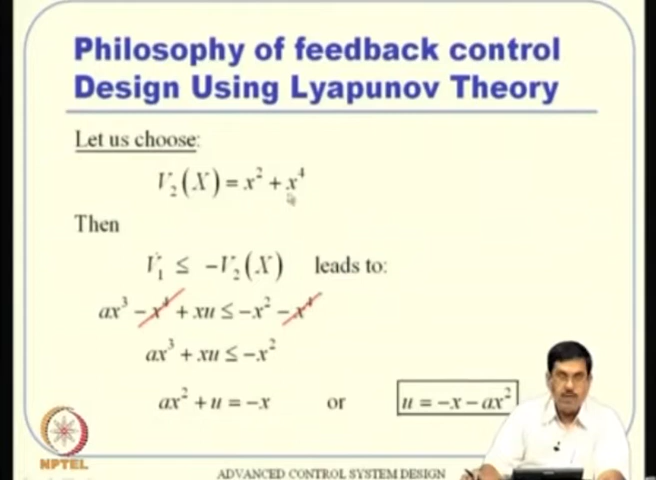 Philosophy of feedback control
Design Using Lyapunov Theory
Let us choose:
V₂(X) = x² + x⁴
Then
V̇₁ ≤ -V₂(X) leads to:
ax³ - x⁴ + xu ≤ -x² - x⁴
ax³ + xu ≤ -x²
ax² + u = -x or u = -x - ax²
NPTEL
ADVANCED CONTROL SYSTEM DESIGN